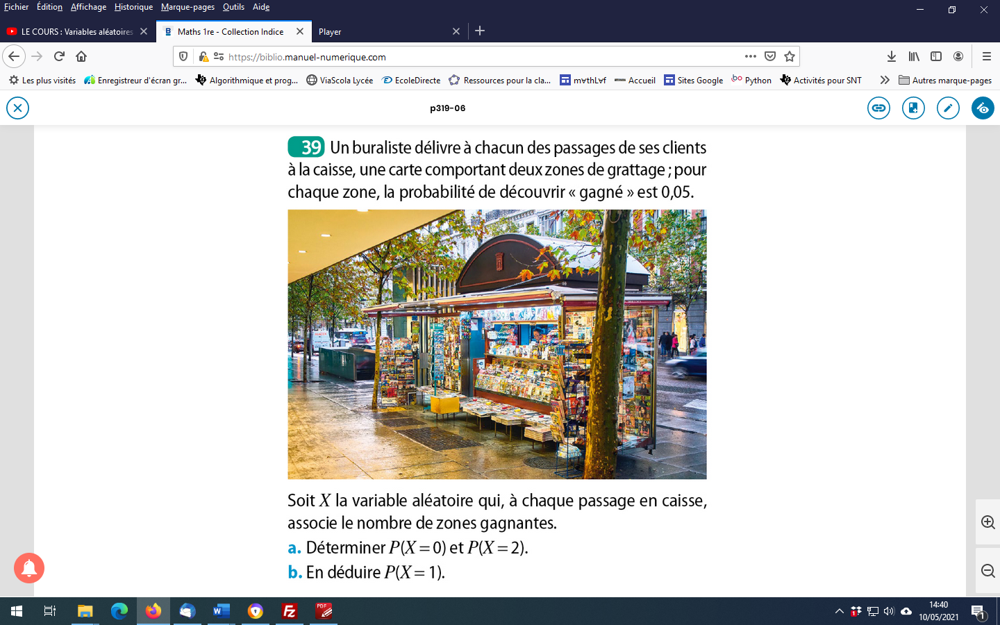 Fichier Édition Affichage Historique Marque-pages Outils Aide
LE COURS : Variables aléatoires
Maths 1re - Collection Indice
Player
https://biblio.manuel-numerique.com
Les plus visités
Enregistreur d'écran gr...
Algorithmique et prog...
ViaScola Lycée
EcoleDirecte
Ressources pour la cla...
m∀thL∀f
Accueil
Sites Google
Python
Activités pour SNT
Autres marque-pages
p319-06
39 Un buraliste délivre à chacun des passages de ses clients
à la caisse, une carte comportant deux zones de grattage ; pour
chaque zone, la probabilité de découvrir « gagné » est 0,05.
Soit X la variable aléatoire qui, à chaque passage en caisse,
associe le nombre de zones gagnantes.
a. Déterminer P(X = 0) et P(X = 2).
b. En déduire P(X = 1).
14:40
10/05/2021